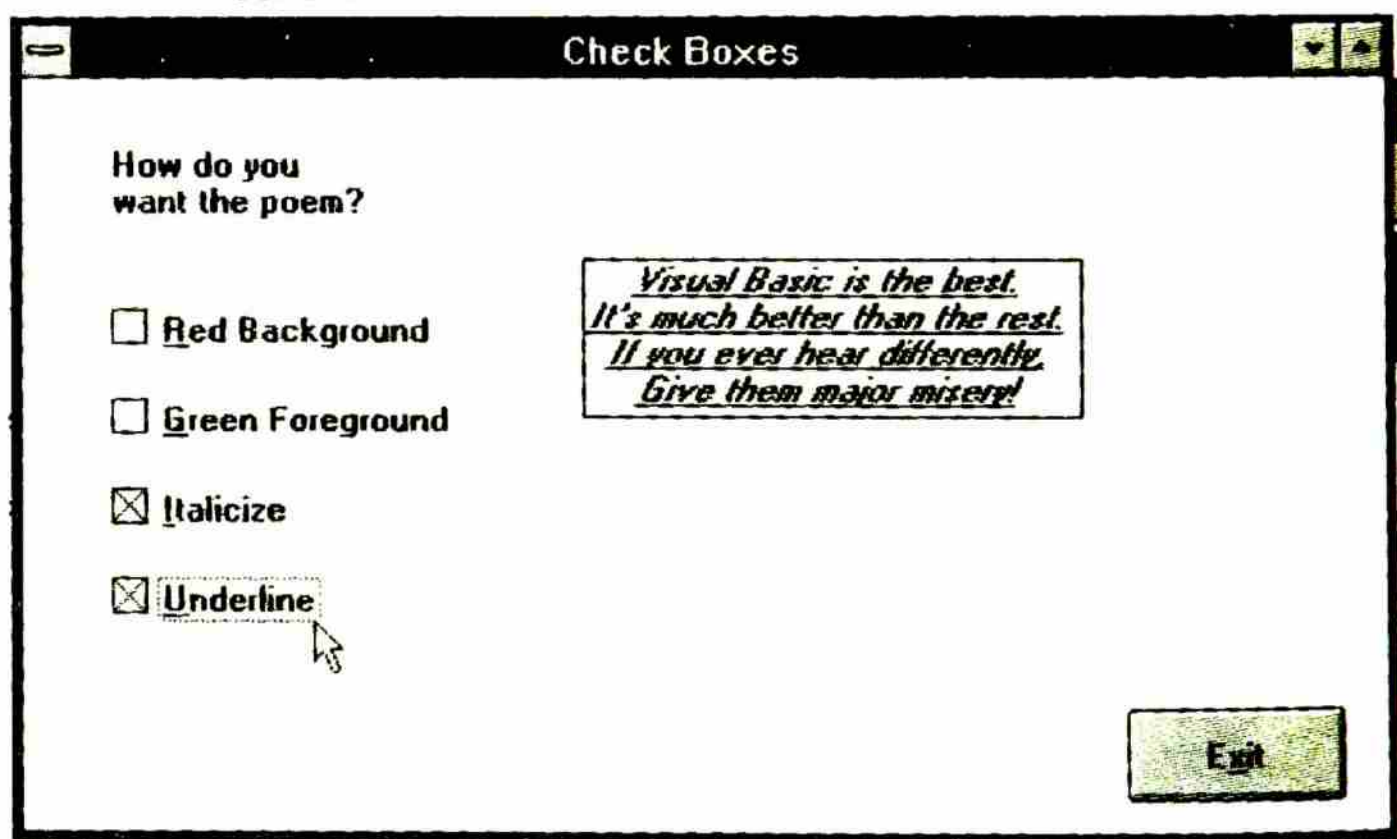 Check Boxes
How do you
want the poem?
Red Background
Green Foreground
Italicize
Underline
Visual Basic is the best.
It's much better than the rest.
If you ever hear differently,
Give them major misery!
Exit